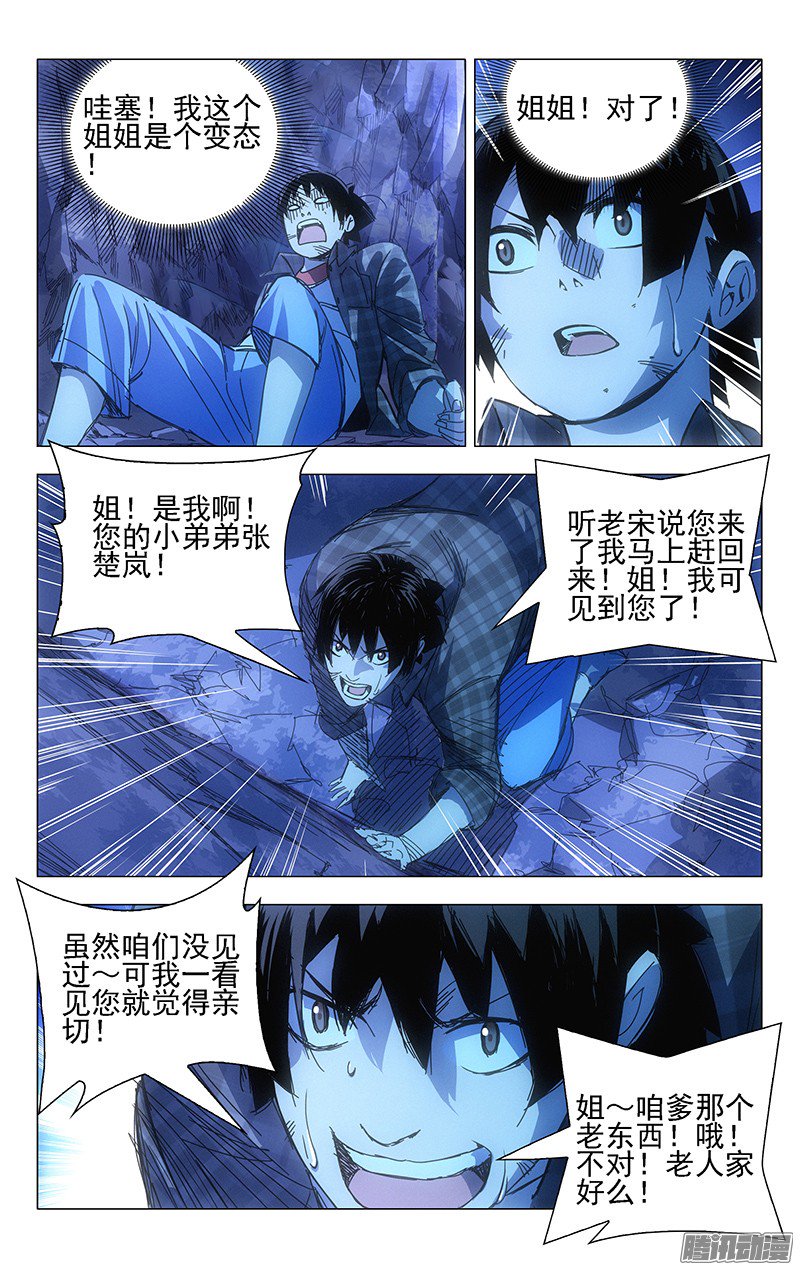 哇塞！我这个
姐姐是个变态
！
姐姐！对了！
姐！是我啊！
您的小弟弟张
楚岚！
听老宋说您来
了我马上赶回
来！姐！我可
见到您了！
虽然咱们没见
过～可我一看
见您就觉得亲
切！
姐～咱爹那个
老东西！哦！
不对！老人家
好么！
腾讯动漫